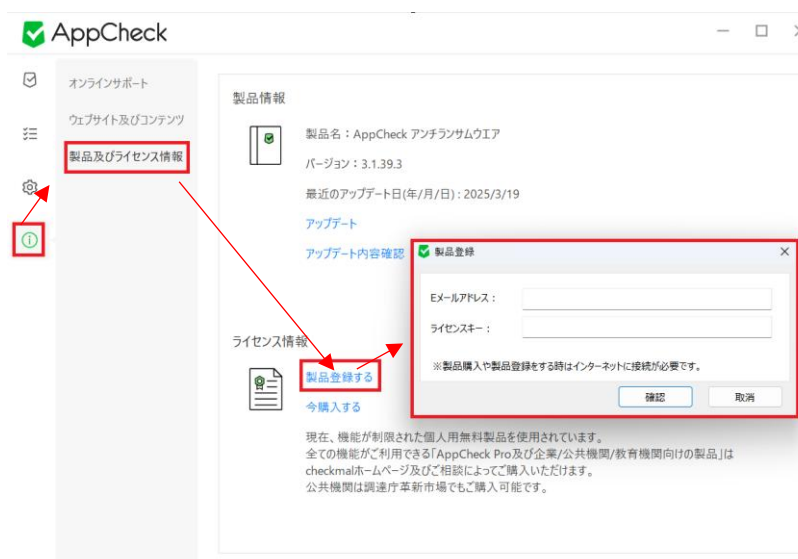 AppCheck
オンラインサポート
ウェブサイト及びコンテンツ
製品及びライセンス情報
製品情報
製品名：AppCheck アンチランサムウエア
バージョン：3.1.39.3
最近のアップデート日(年/月/日) : 2025/3/19
アップデート
アップデート内容確認
製品登録
Eメールアドレス：
ライセンスキー：
※製品購入や製品登録をする時はインターネットに接続が必要です。
確認
取消
ライセンス情報
製品登録する
今購入する
現在、機能が制限された個人用無料製品を使用されています。
全ての機能がご利用できる「AppCheck Pro及び企業/公共機関/教育機関向けの製品」は
checkmalホームページ及びご相談によってご購入いただけます。
公共機関は調達庁革新市場でもご購入可能です。